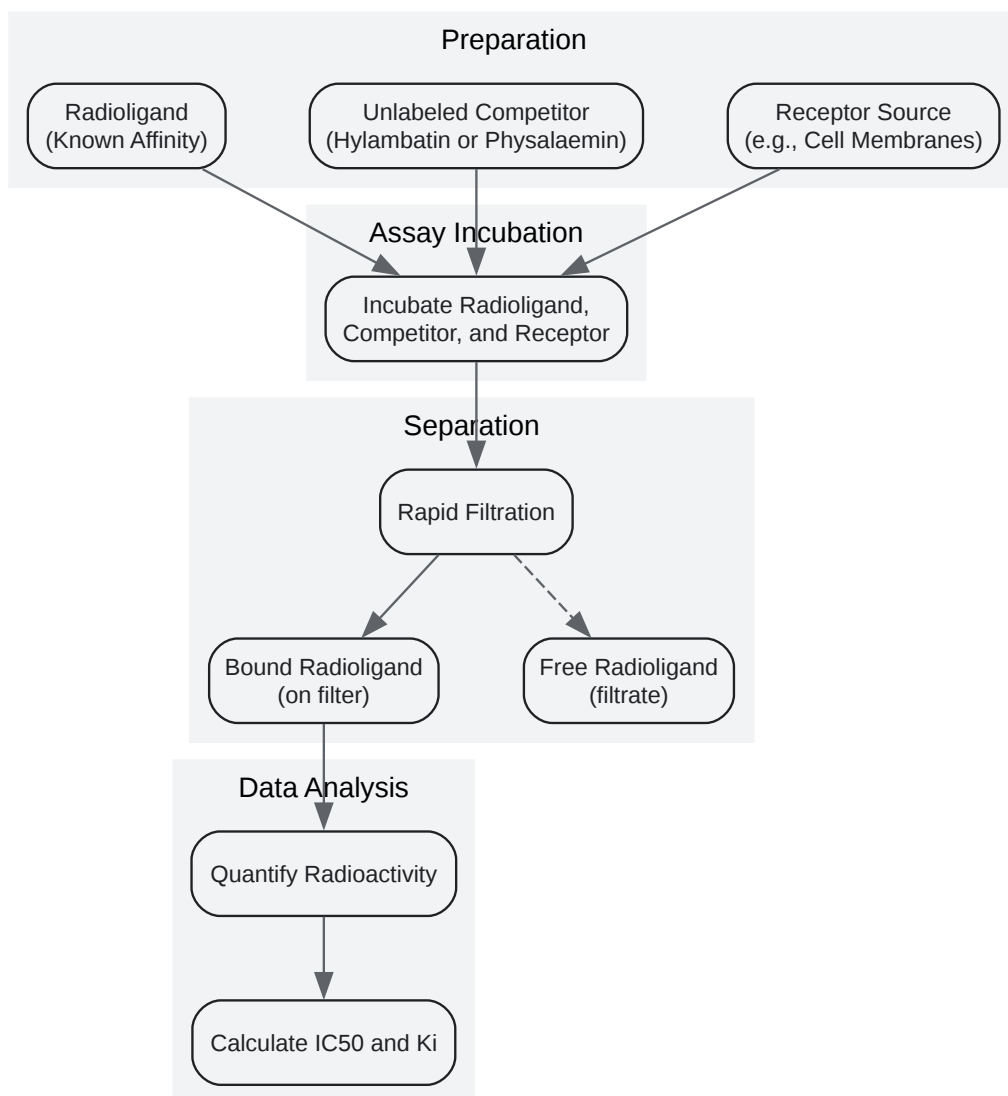 Preparation
Radioligand
(Known Affinity)
Unlabeled Competitor
(Hylambatin or Physalaemin)
Receptor Source
(e.g., Cell Membranes)
Assay Incubation
Incubate Radioligand,
Competitor, and Receptor
Separation
Rapid Filtration
Bound Radioligand
(on filter)
Free Radioligand
(filtrate)
Data Analysis
Quantify Radioactivity
Calculate IC50 and Ki